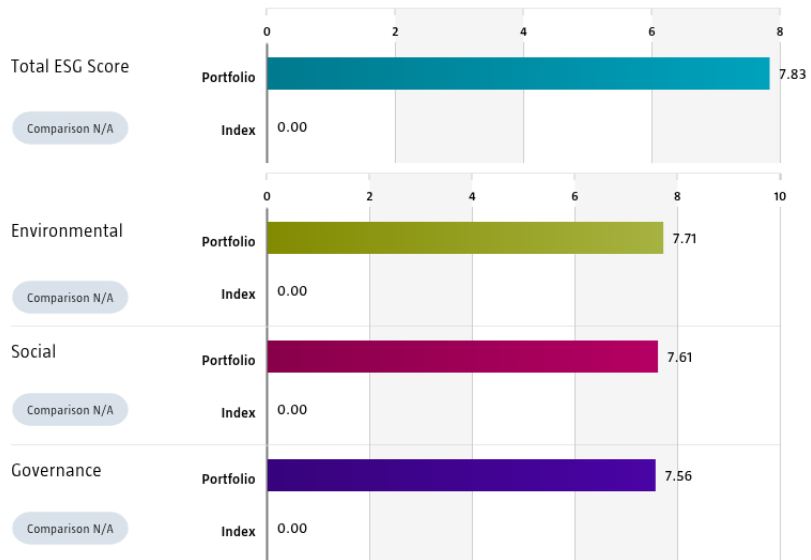 0 2 4 6 8
Total ESG Score
Portfolio 7.83
Comparison N/A
Index 0.00
0 2 4 6 8 10
Environmental
Portfolio 7.71
Comparison N/A
Index 0.00
Social
Portfolio 7.61
Comparison N/A
Index 0.00
Governance
Portfolio 7.56
Comparison N/A
Index 0.00